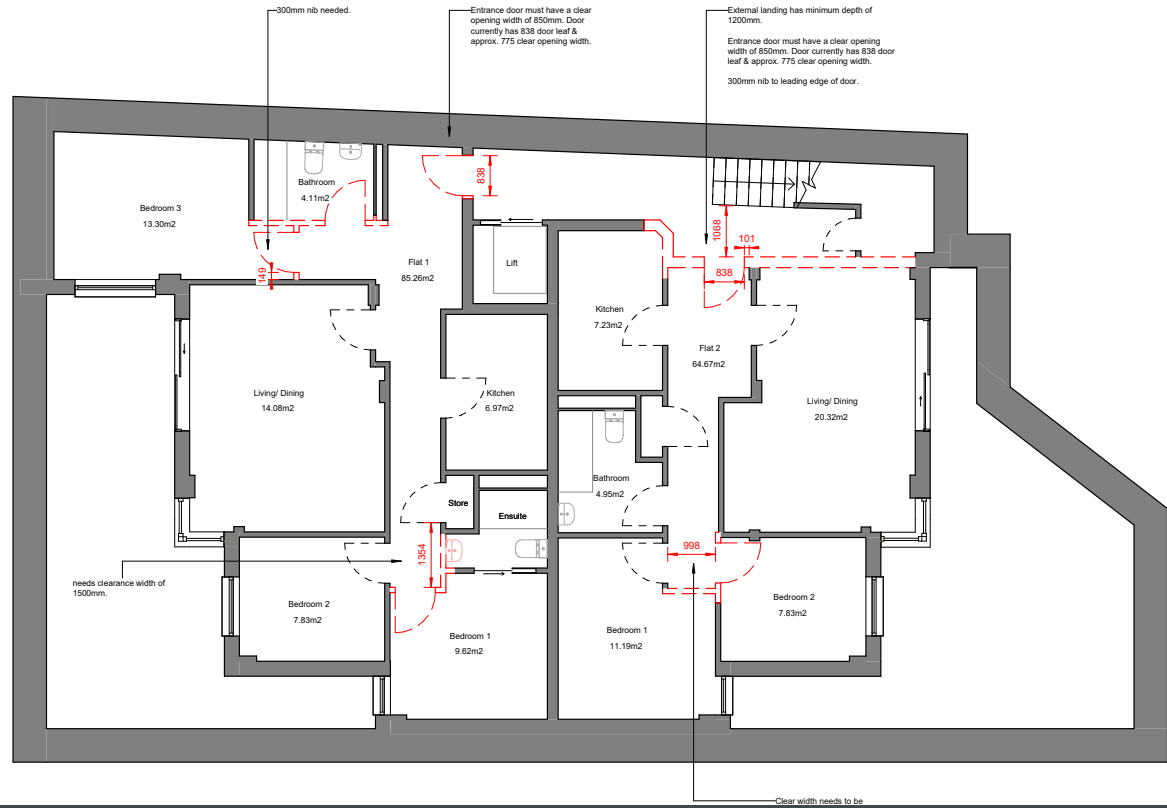 300mm nib needed.
Entrance door must have a clear
opening width of 850mm. Door
currently has 838 door leaf &
approx. 775 clear opening width.
External landing has minimum depth of
1200mm.
Entrance door must have a clear opening
width of 850mm. Door currently has 838 door
leaf & approx. 775 clear opening width.
300mm nib to leading edge of door.
Bathroom
4.11m2
838
Bedroom 3
13.30m2
1068
101
149
Flat 1
85.26m2
Lift
838
Kitchen
7.23m2
Flat 2
64.67m2
Living/ Dining
14.08m2
Kitchen
6.97m2
Living/ Dining
20.32m2
Bathroom
4.95m2
Store
Ensuite
1354
998
needs clearance width of
1500mm.
Bedroom 2
7.83m2
Bedroom 1
9.62m2
Bedroom 1
11.19m2
Bedroom 2
7.83m2
Clear width needs to be